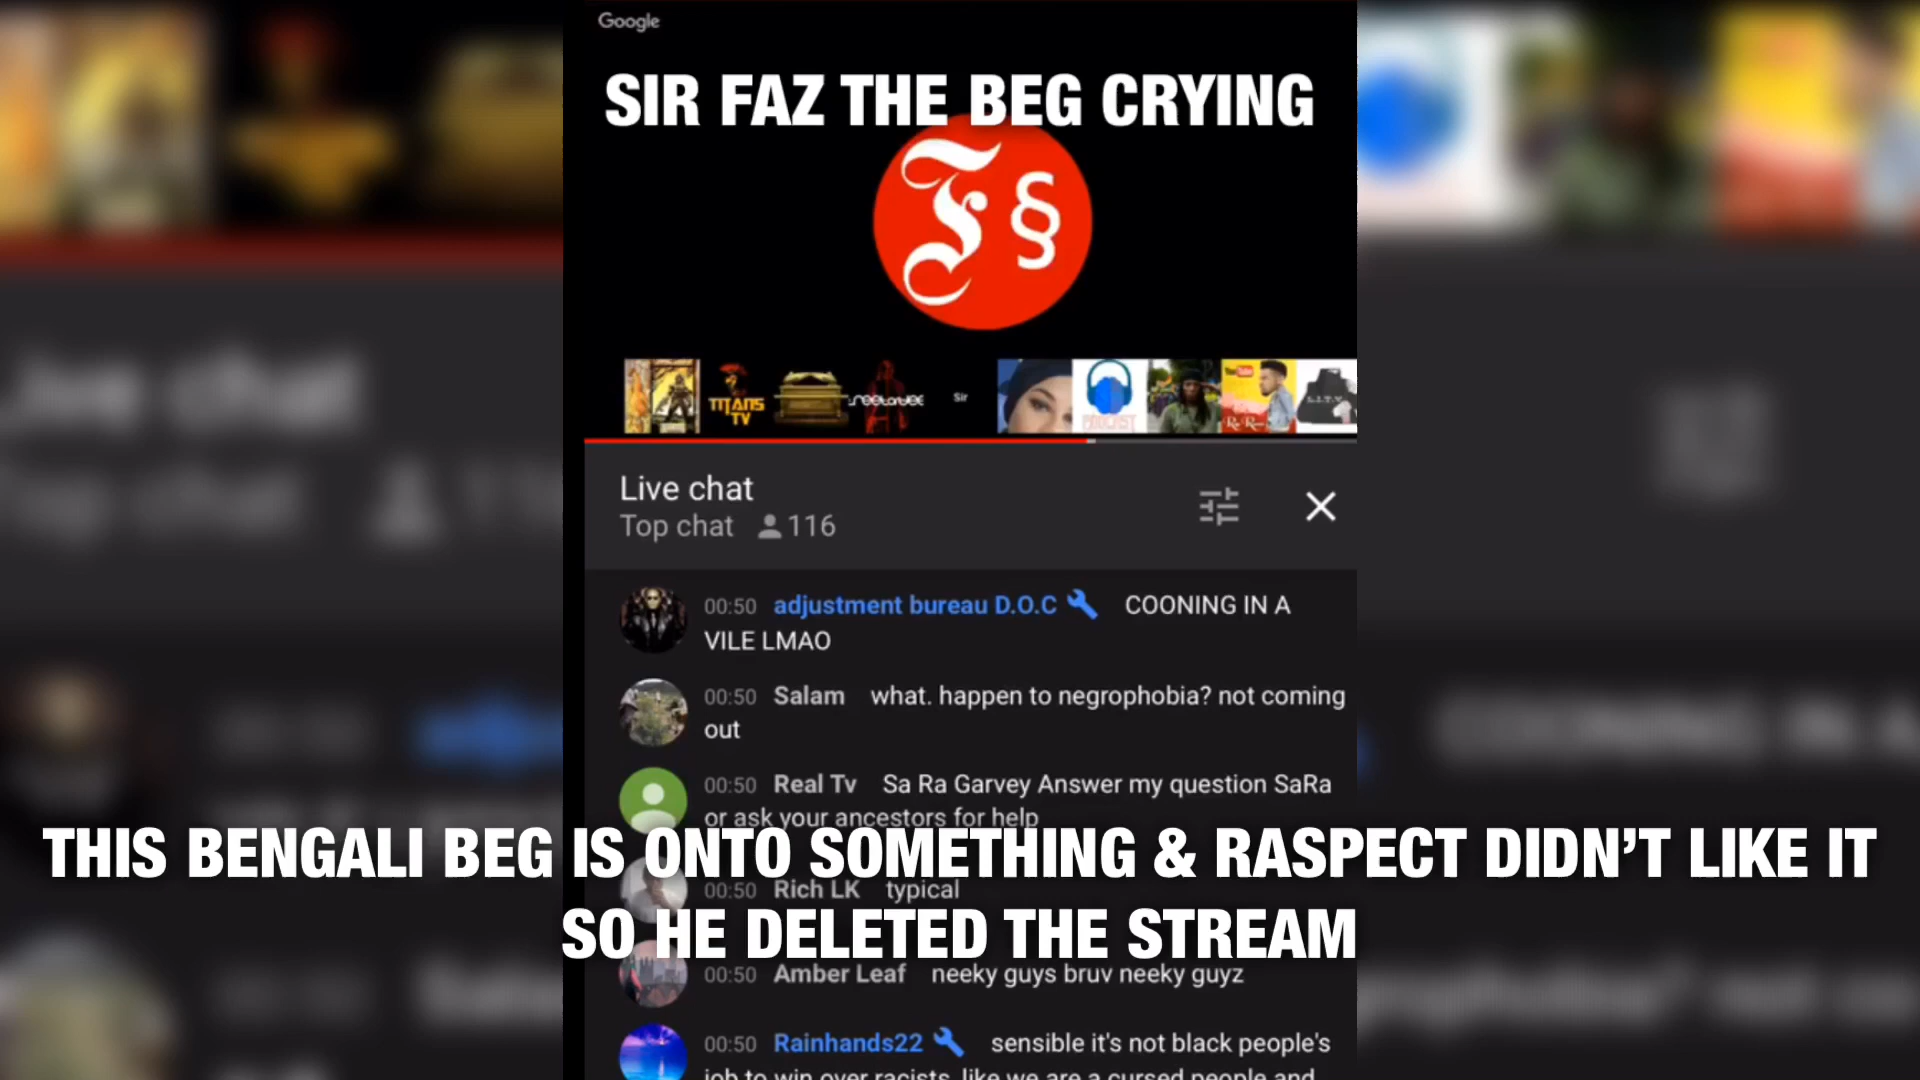 Google
SIR FAZ THE BEG CRYING
F§
TITANS
TV
Sir
PODCAST
Live chat
Top chat 116
00:50 adjustment bureau D.O.C COONING IN A
VILE LMAO
00:50 Salam what. happen to negrophobia? not coming
out
00:50 Real Tv Sa Ra Garvey Answer my question SaRa
or ask your ancestors for help
THIS BENGALI BEG IS ONTO SOMETHING & RASPECT DIDN'T LIKE IT
00:50 Rich LK typical
SO HE DELETED THE STREAM
00:50 Amber Leaf neeky guys bruv neeky guyz
00:50 Rainhands22 sensible it's not black people's
job to win over racists, like we are a cursed people and